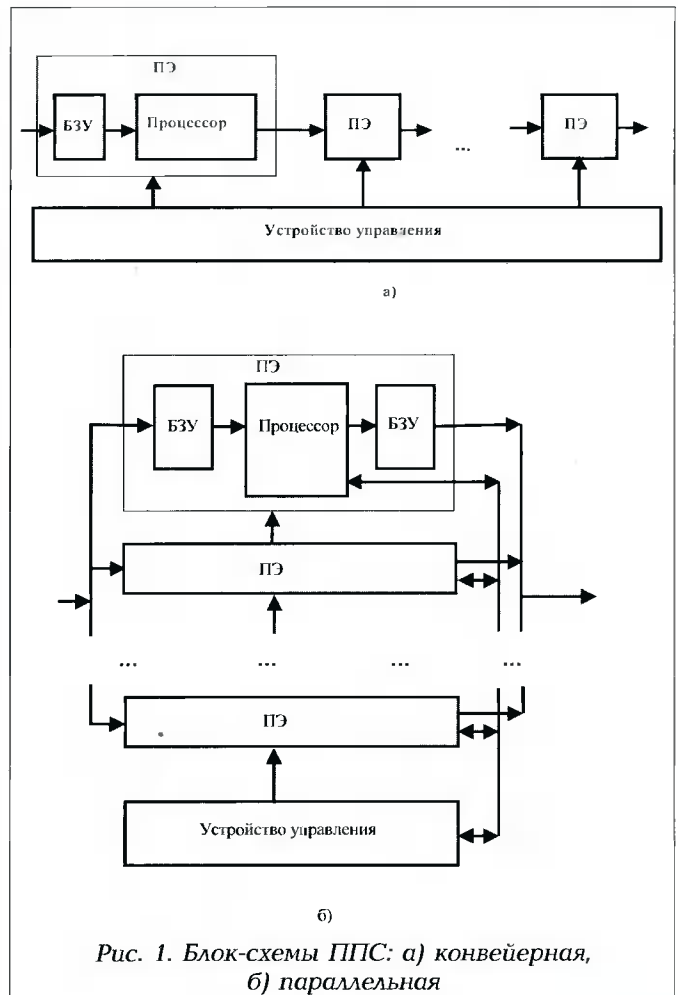 ПЭ
БЗУ
Процессор
ПЭ
...
ПЭ
Устройство управления
а)
ПЭ
БЗУ
Процессор
БЗУ
ПЭ
... ... ... ...
ПЭ
Устройство управления
б)
Рис. 1. Блок-схемы ППС: а) конвейерная,
б) параллельная